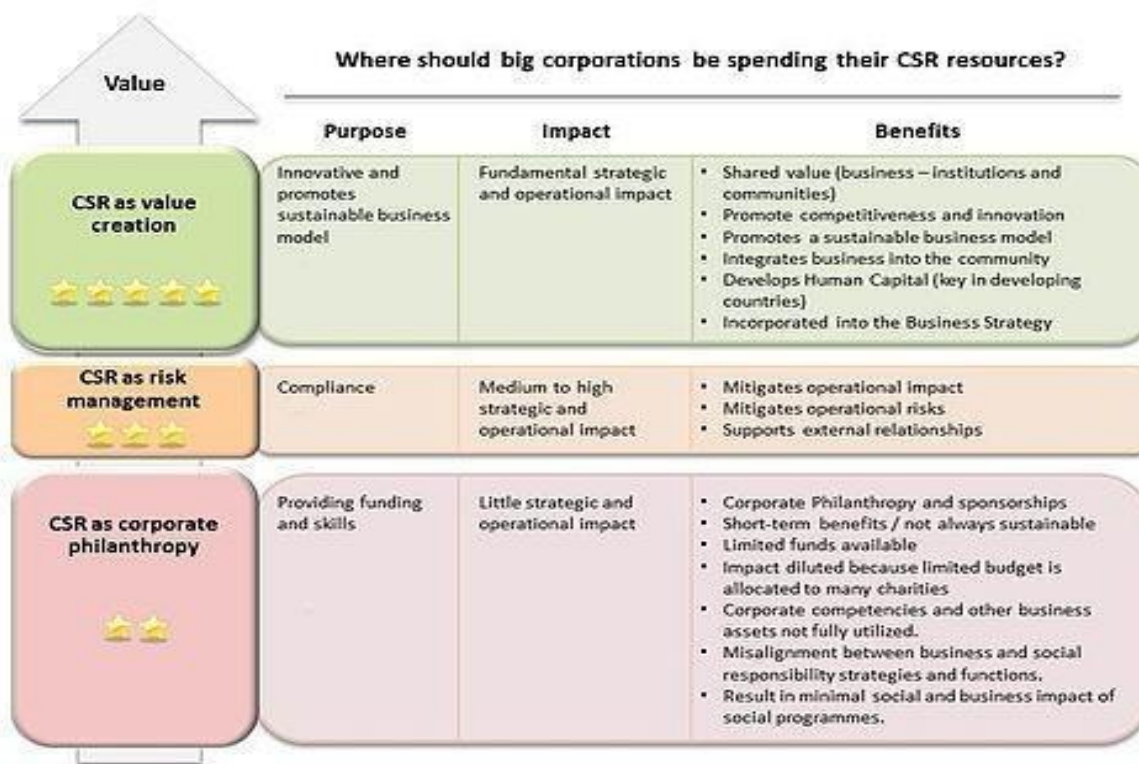 Value
Where should big corporations be spending their CSR resources?
Purpose
Impact
Benefits
CSR as value
creation
Innovative and
promotes
sustainable business
model
Fundamental strategic
and operational impact
• Shared value (business – institutions and
communities)
• Promote competitiveness and innovation
• Promotes a sustainable business model
• Integrates business into the community
• Develops Human Capital (key in developing
countries)
• Incorporated into the Business Strategy
CSR as risk
management
Compliance
Medium to high
strategic and
operational impact
• Mitigates operational impact
• Mitigates operational risks
• Supports external relationships
CSR as corporate
philanthropy
Providing funding
and skills
Little strategic and
operational impact
• Corporate Philanthropy and sponsorships
• Short-term benefits / not always sustainable
• Limited funds available
• Impact diluted because limited budget is
allocated to many charities
• Corporate competencies and other business
assets not fully utilized.
• Misalignment between business and social
responsibility strategies and functions.
• Result in minimal social and business impact of
social programmes.